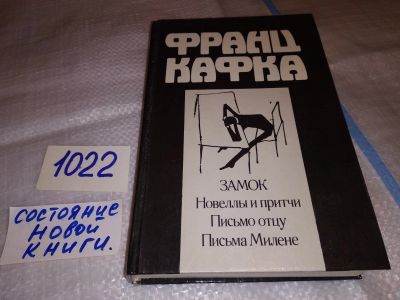 ФРАНЦ
КАФКА
ЗАМОК
Новеллы и притчи
Письмо отцу
Письма Милене
1022
СОСТОЯНИЕ
НОВОЙ
КНИГИ.